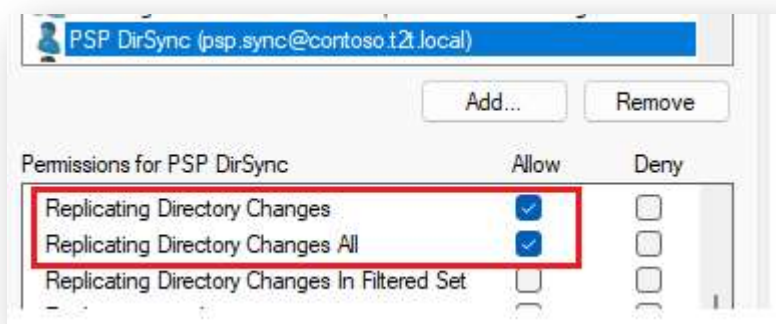 PSP DirSync (psp.sync@contoso.t2t.local)
Add... Remove
Permissions for PSP DirSync Allow Deny
Replicating Directory Changes
Replicating Directory Changes All
Replicating Directory Changes In Filtered Set